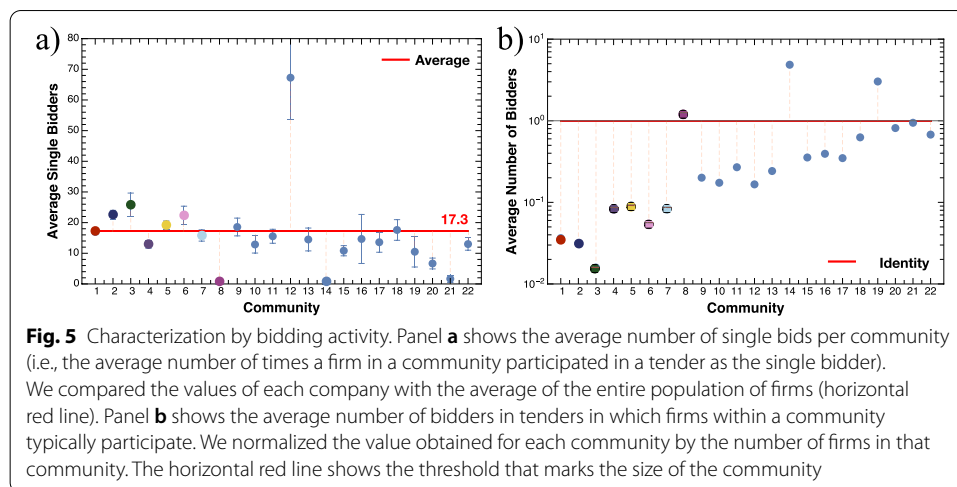 a)
Average Single Bidders
80
70
60
50
40
30
20
10
0
Average
17.3
1 2 3 4 5 6 7 8 9 10 11 12 13 14 15 16 17 18 19 20 21 22
Community
b)
Average Number of Bidders
10¹
10⁰
10⁻¹
10⁻²
Identity
1 2 3 4 5 6 7 8 9 10 11 12 13 14 15 16 17 18 19 20 21 22
Community
Fig. 5 Characterization by bidding activity. Panel a shows the average number of single bids per community
(i.e., the average number of times a firm in a community participated in a tender as the single bidder).
We compared the values of each company with the average of the entire population of firms (horizontal
red line). Panel b shows the average number of bidders in tenders in which firms within a community
typically participate. We normalized the value obtained for each community by the number of firms in that
community. The horizontal red line shows the threshold that marks the size of the community